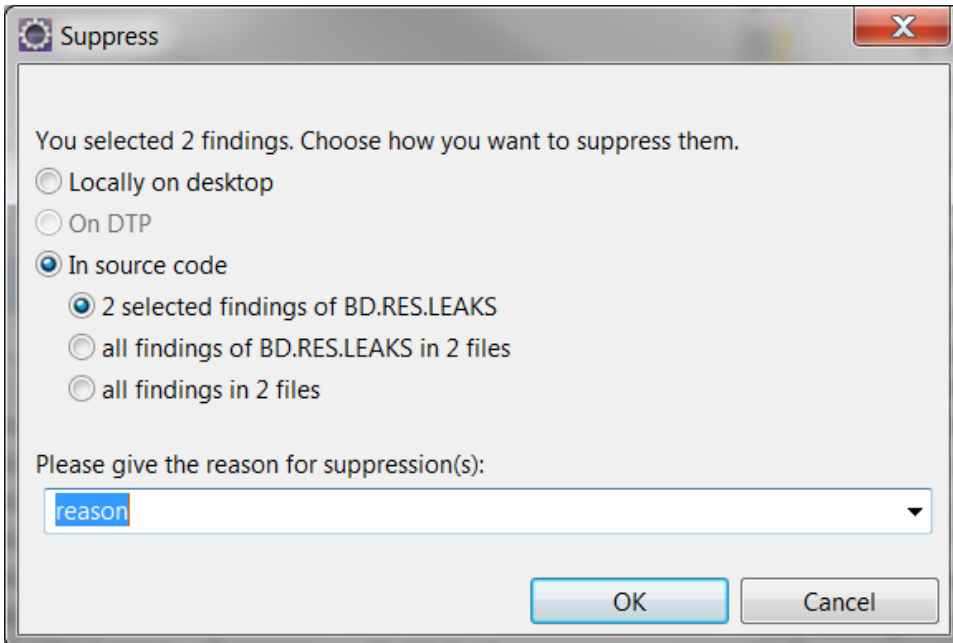 Suppress
You selected 2 findings. Choose how you want to suppress them.
Locally on desktop
On DTP
In source code
2 selected findings of BD.RES.LEAKS
all findings of BD.RES.LEAKS in 2 files
all findings in 2 files
Please give the reason for suppression(s):
reason
OK Cancel